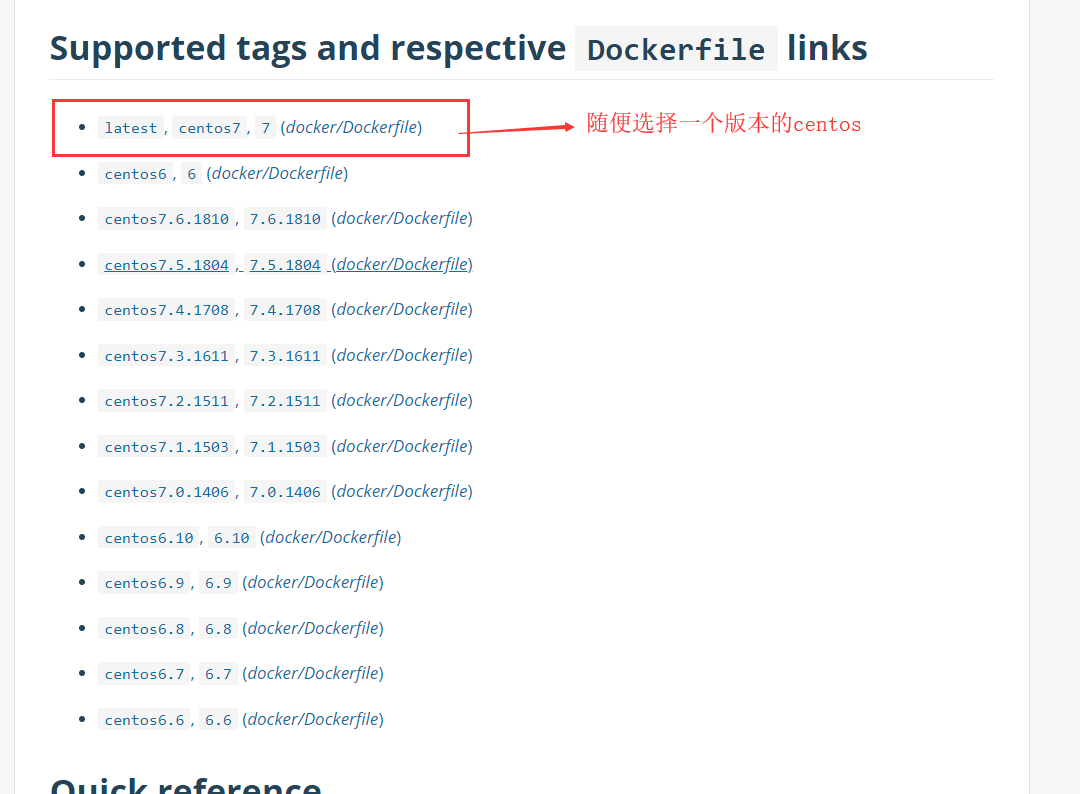 Supported tags and respective Dockerfile links
latest, centos7, 7 (docker/Dockerfile)
随便选择一个版本的centos
centos6, 6 (docker/Dockerfile)
centos7.6.1810, 7.6.1810 (docker/Dockerfile)
centos7.5.1804, 7.5.1804 (docker/Dockerfile)
centos7.4.1708, 7.4.1708 (docker/Dockerfile)
centos7.3.1611, 7.3.1611 (docker/Dockerfile)
centos7.2.1511, 7.2.1511 (docker/Dockerfile)
centos7.1.1503, 7.1.1503 (docker/Dockerfile)
centos7.0.1406, 7.0.1406 (docker/Dockerfile)
centos6.10, 6.10 (docker/Dockerfile)
centos6.9, 6.9 (docker/Dockerfile)
centos6.8, 6.8 (docker/Dockerfile)
centos6.7, 6.7 (docker/Dockerfile)
centos6.6, 6.6 (docker/Dockerfile)
Quick reference